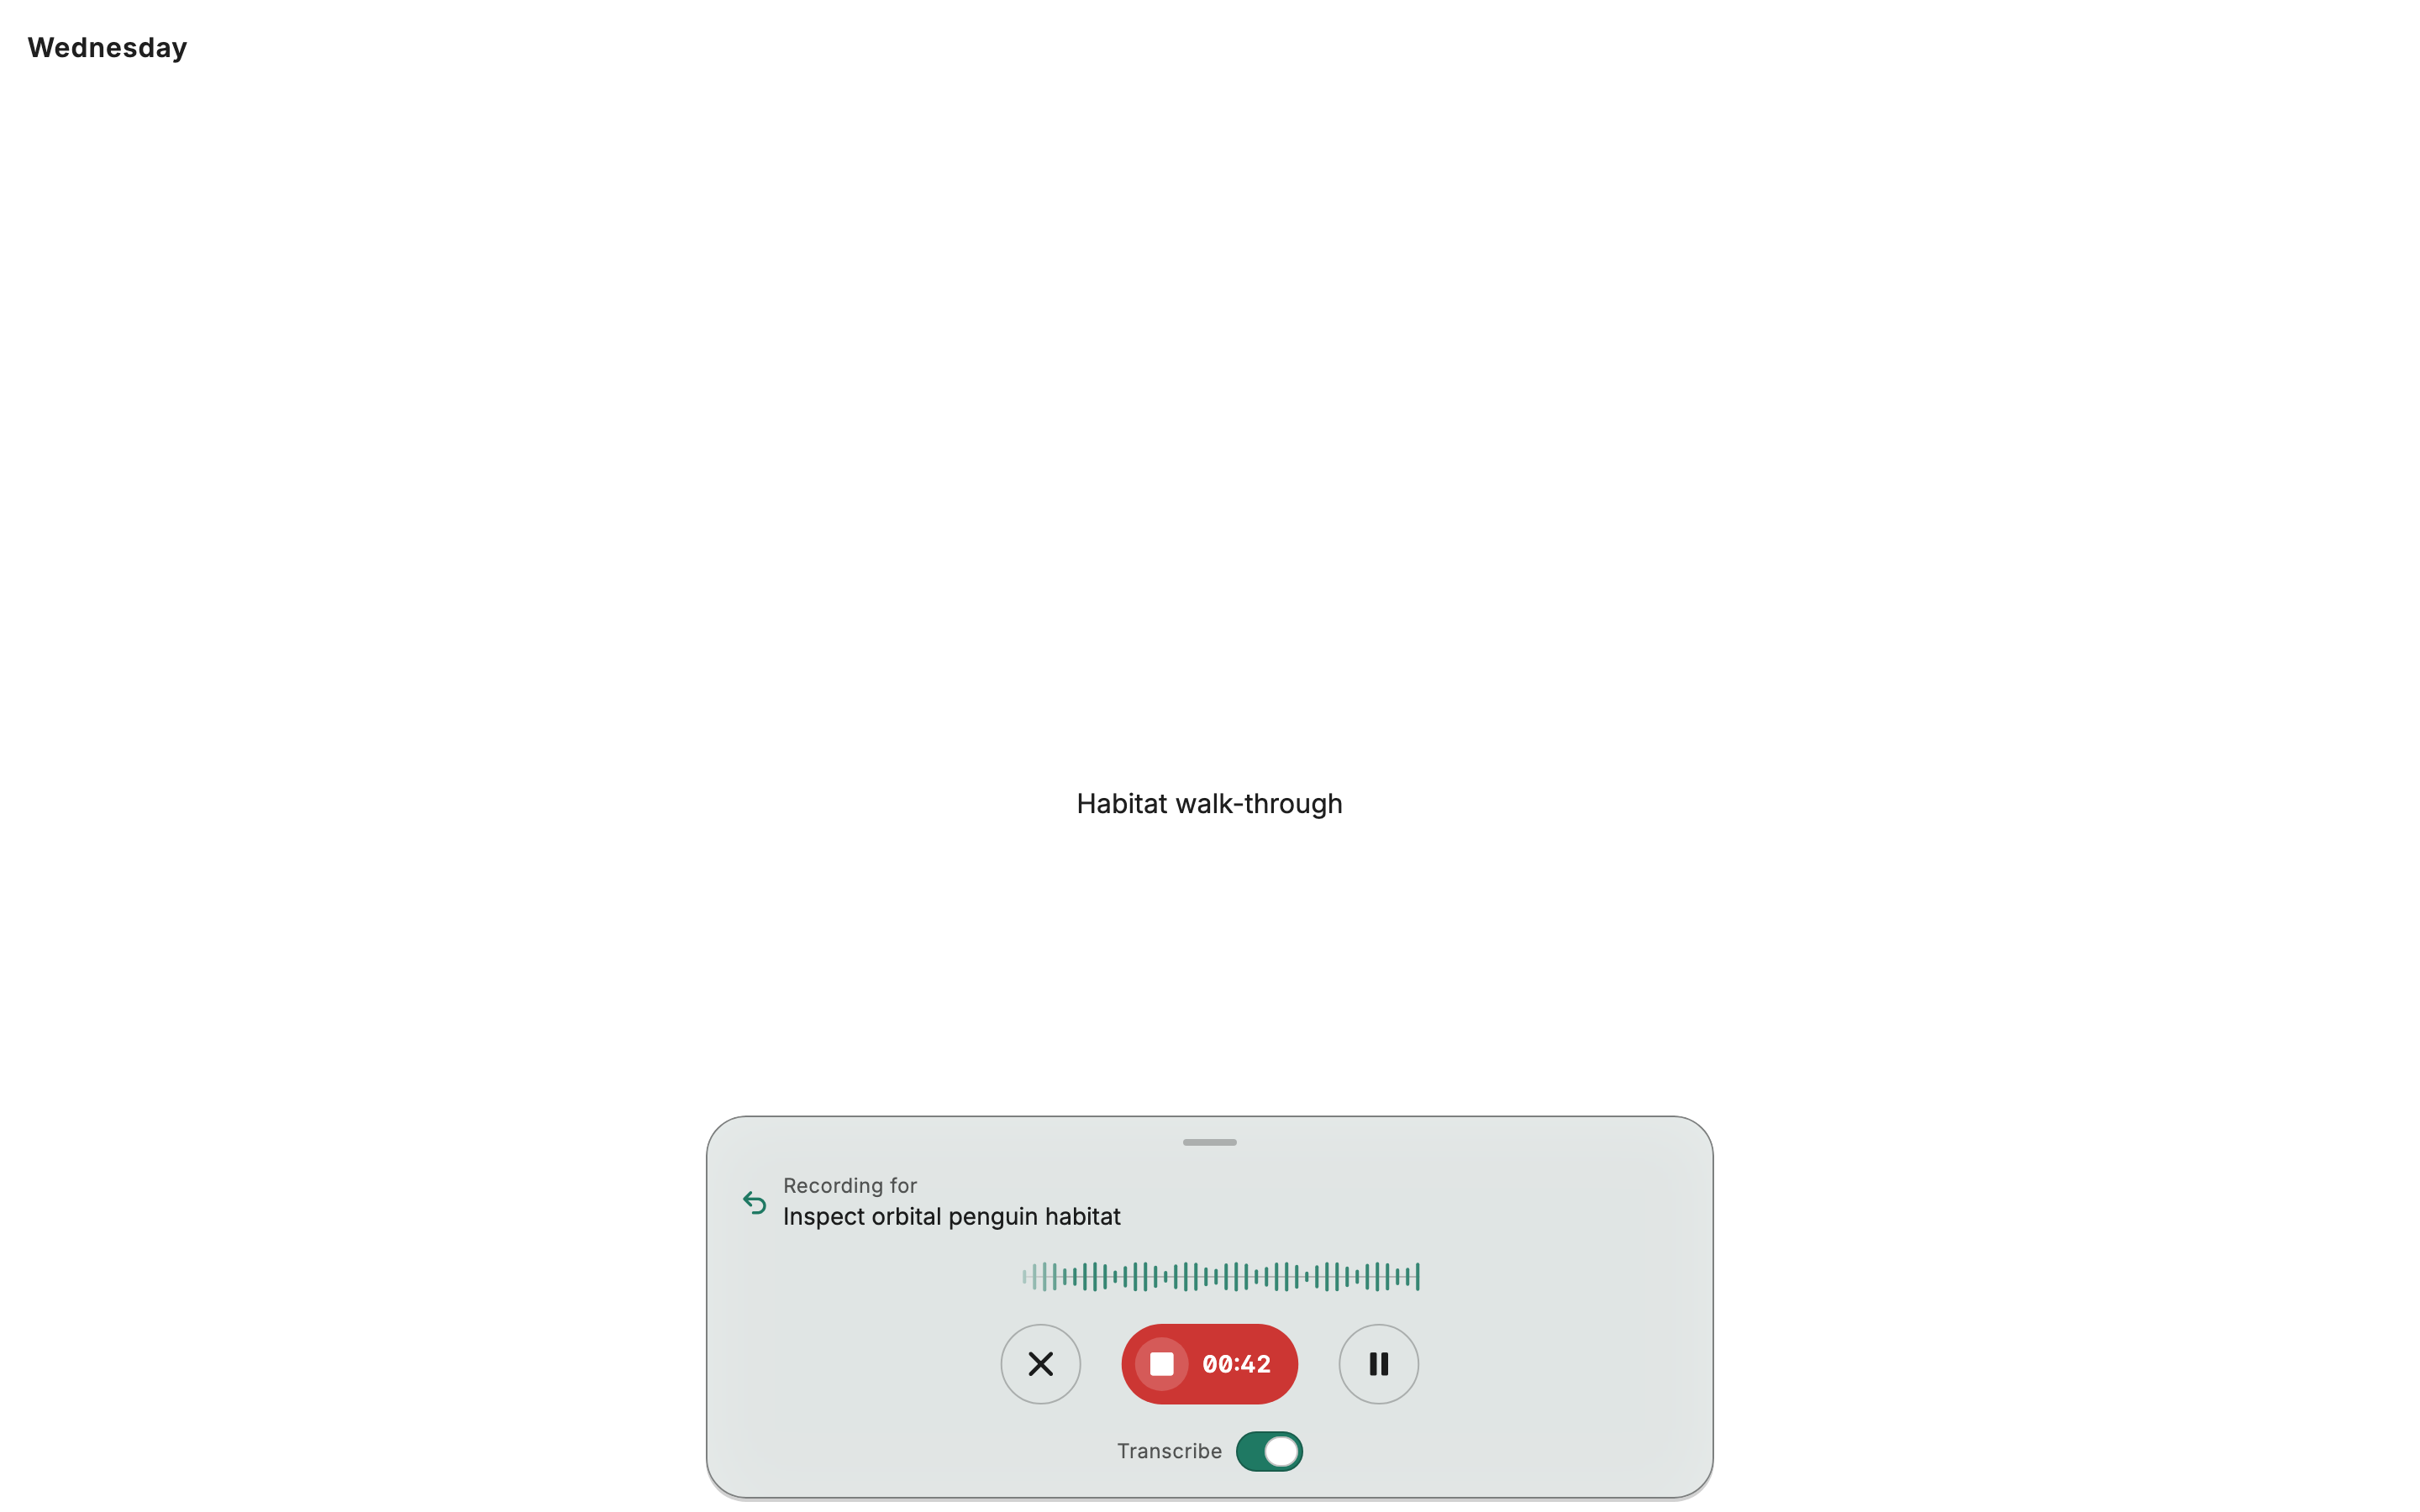 Wednesday
Habitat walk-through
Recording for
Inspect orbital penguin habitat
00:42
Transcribe